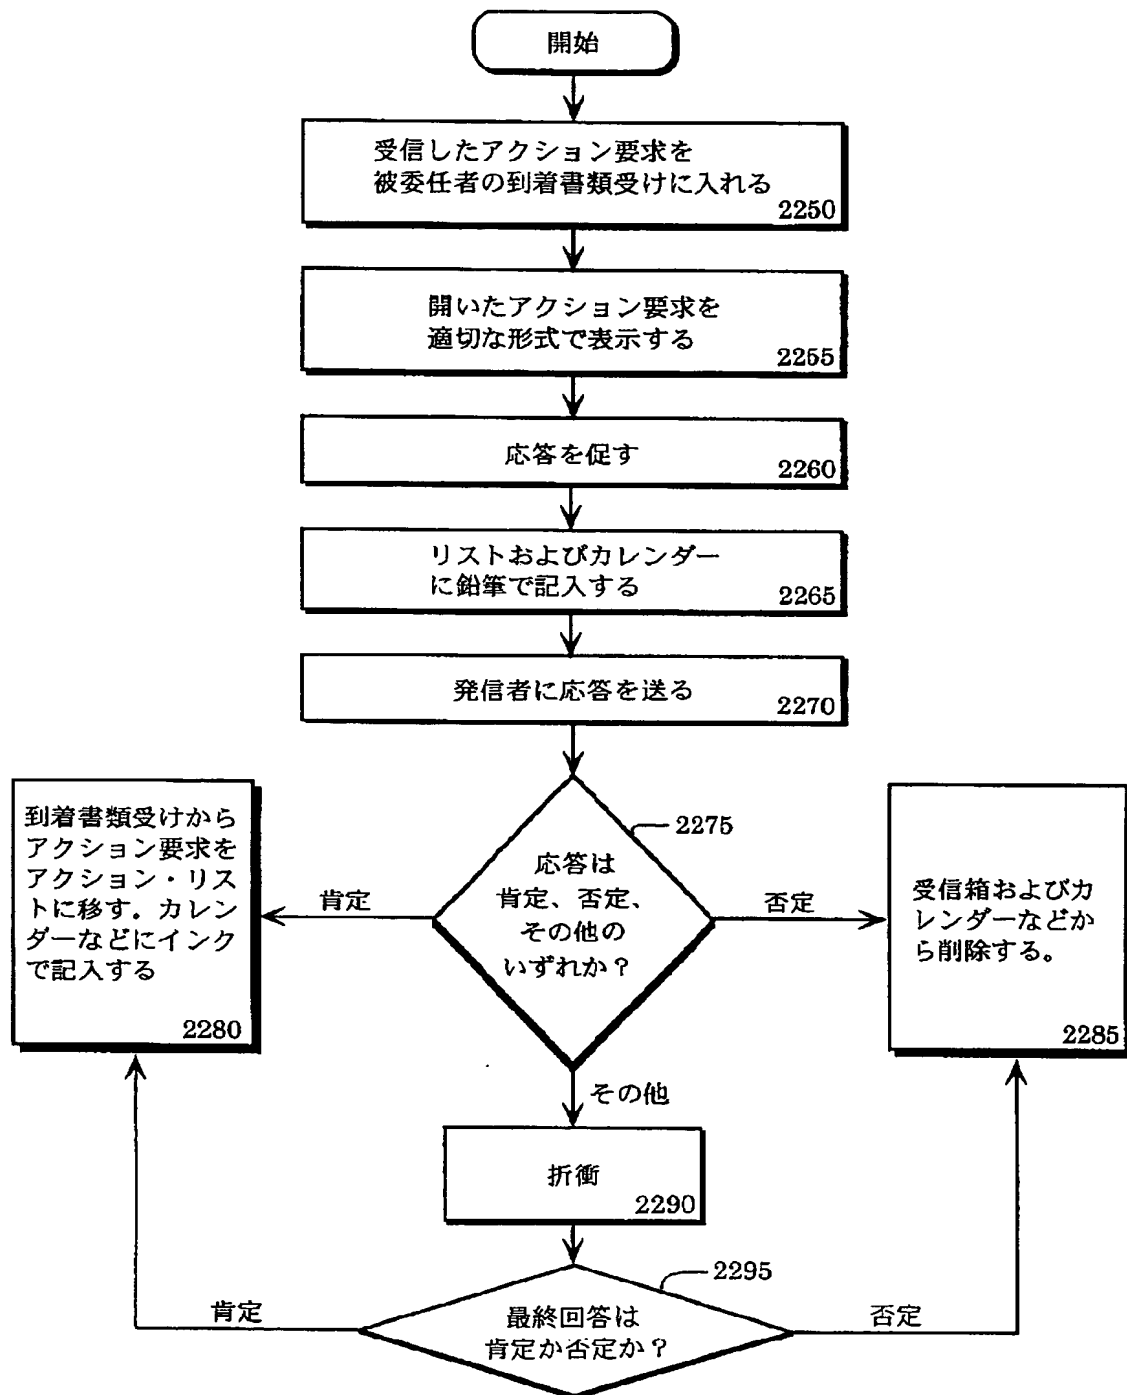 開始
受信したアクション要求を
被委任者の到着書類受けに入れる
2250
開いたアクション要求を
適切な形式で表示する
2255
応答を促す
2260
リストおよびカレンダー
に鉛筆で記入する
2265
発信者に応答を送る
2270
2275
応答は
肯定、否定、
その他の
いずれか？
肯定
否定
その他
到着書類受けから
アクション要求を
アクション・リス
トに移す. カレン
ダーなどにインク
で記入する
2280
受信箱およびカ
レンダーなどか
ら削除する。
2285
折衝
2290
2295
最終回答は
肯定か否定か？
肯定
否定